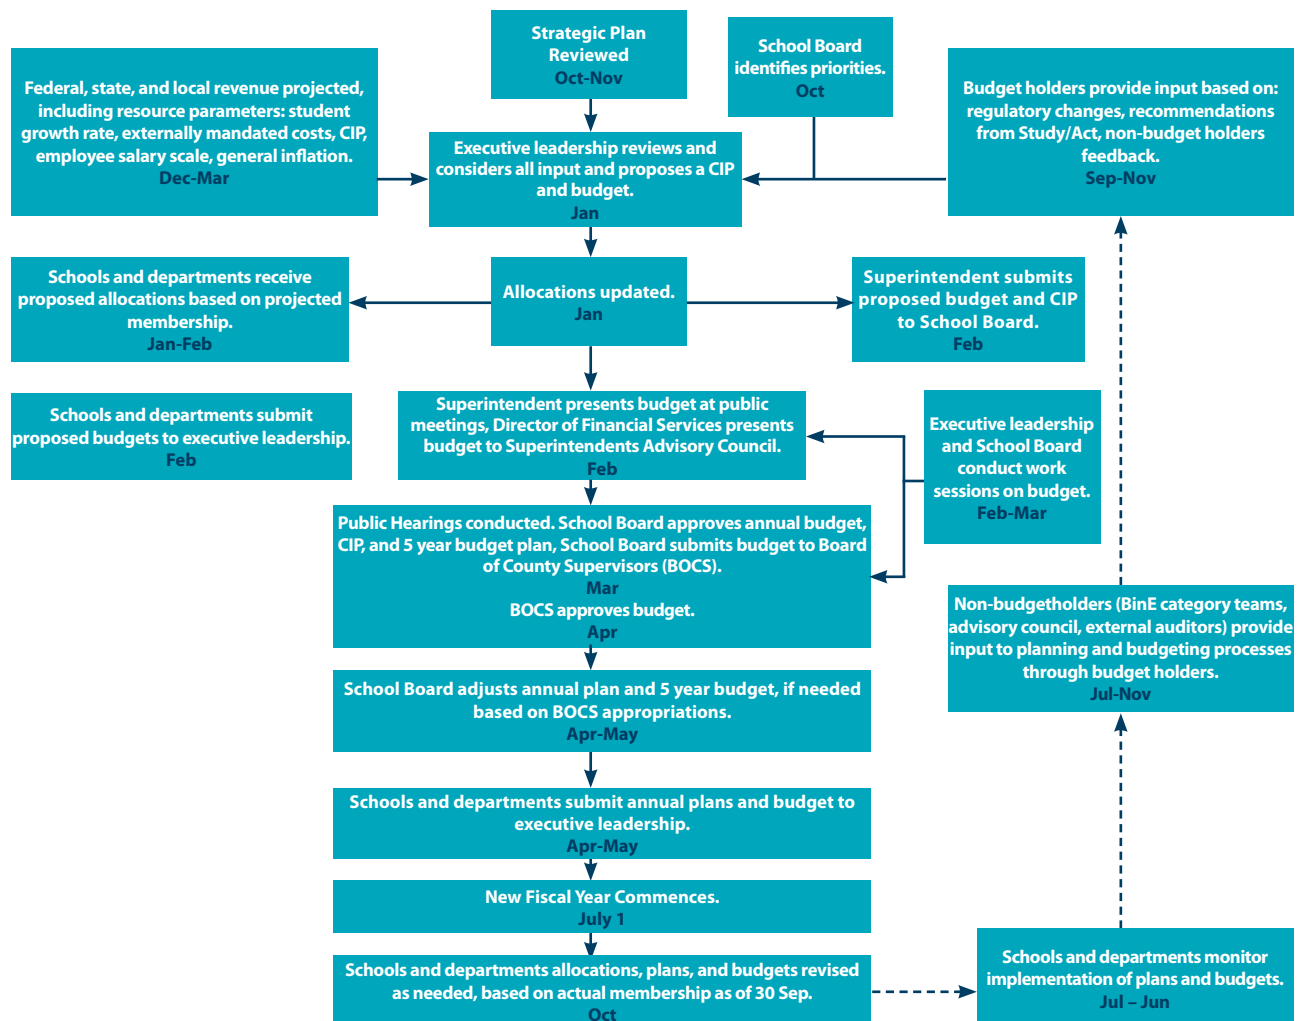 Strategic Plan
Reviewed
Oct-Nov
School Board
identifies priorities.
Oct
Federal, state, and local revenue projected,
including resource parameters: student
growth rate, externally mandated costs, CIP,
employee salary scale, general inflation.
Dec-Mar
Budget holders provide input based on:
regulatory changes, recommendations
from Study/Act, non-budget holders
feedback.
Sep-Nov
Executive leadership reviews and
considers all input and proposes a CIP
and budget.
Jan
Schools and departments receive
proposed allocations based on projected
membership.
Jan-Feb
Allocations updated.
Jan
Superintendent submits
proposed budget and CIP
to School Board.
Feb
Schools and departments submit
proposed budgets to executive leadership.
Feb
Superintendent presents budget at public
meetings, Director of Financial Services presents
budget to Superintendents Advisory Council.
Feb
Executive leadership
and School Board
conduct work
sessions on budget.
Feb-Mar
Public Hearings conducted. School Board approves annual budget,
CIP, and 5 year budget plan, School Board submits budget to Board
of County Supervisors (BOCS).
Mar
BOCS approves budget.
Apr
Non-budgetholders (BinE category teams,
advisory council, external auditors) provide
input to planning and budgeting processes
through budget holders.
Jul-Nov
School Board adjusts annual plan and 5 year budget, if needed
based on BOCS appropriations.
Apr-May
Schools and departments submit annual plans and budget to
executive leadership.
Apr-May
New Fiscal Year Commences.
July 1
Schools and departments allocations, plans, and budgets revised
as needed, based on actual membership as of 30 Sep.
Oct
Schools and departments monitor
implementation of plans and budgets.
Jul – Jun